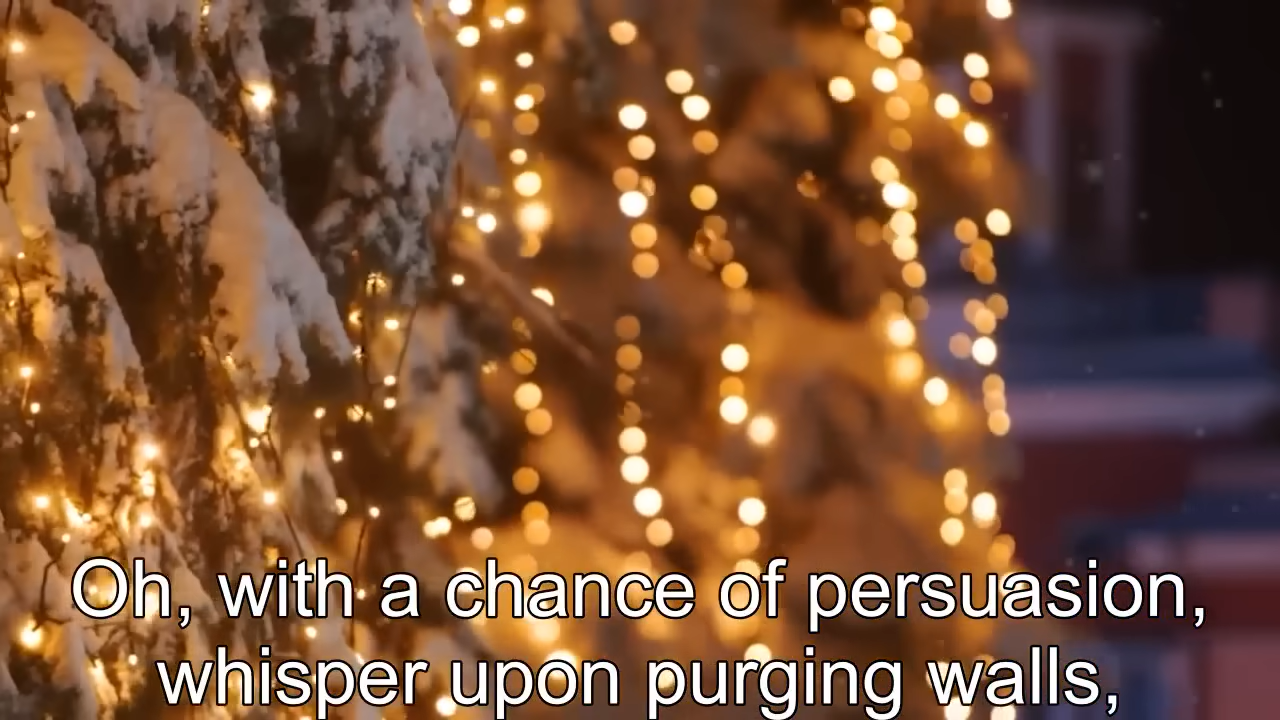 Oh, with a chance of persuasion,
whisper upon purging walls,